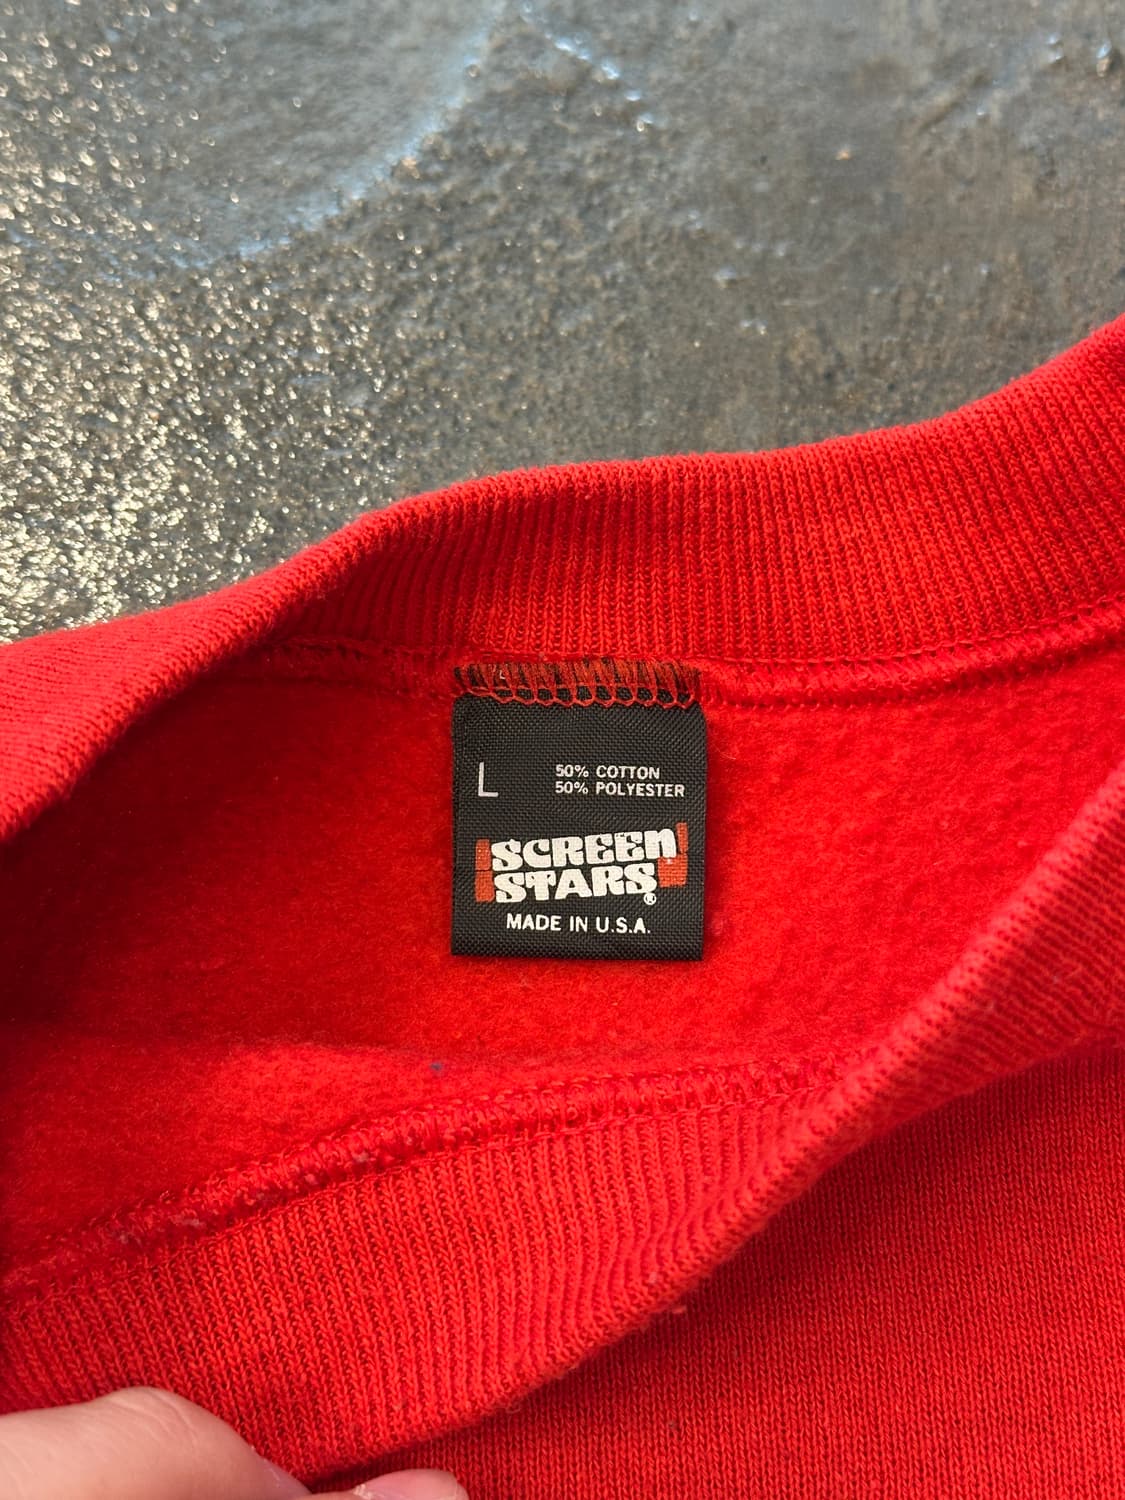 L
50% COTTON
50% POLYESTER
SCREEN
STARS®
MADE IN U.S.A.